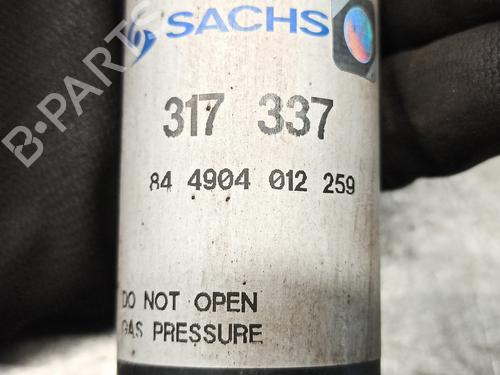 SACHS
317 337
84 4904 012 259
DO NOT OPEN
GAS PRESSURE
B-PARTS